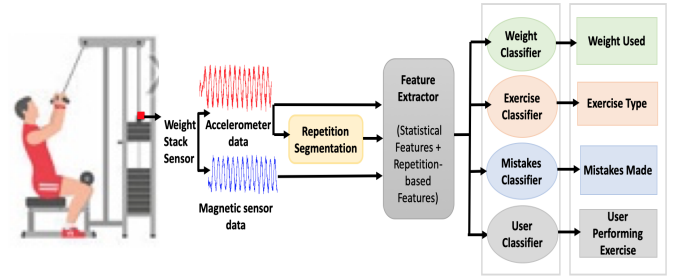 Weight
Stack
Sensor
Accelerometer
data
Magnetic sensor
data
Repetition
Segmentation
Feature
Extractor
(Statistical
Features +
Repetition-
based
Features)
Weight
Classifier
Weight Used
Exercise
Classifier
Exercise Type
Mistakes
Classifier
Mistakes Made
User
Classifier
User
Performing
Exercise